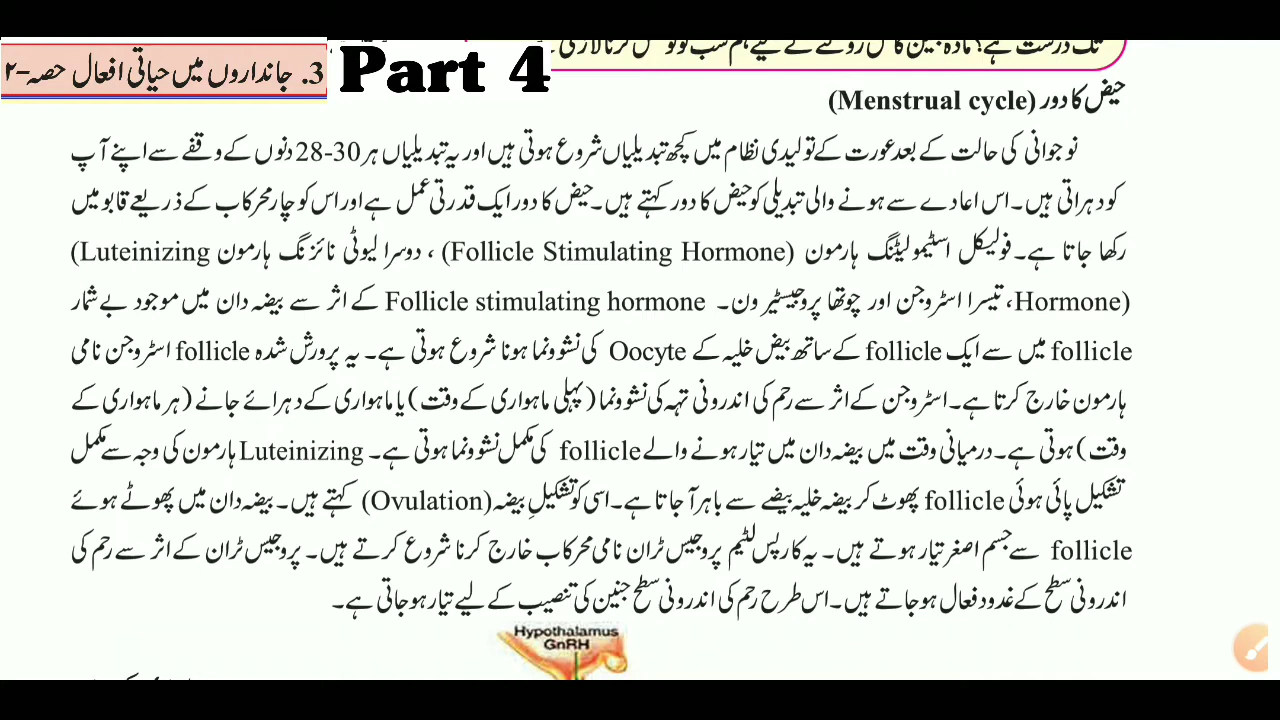 3. جانداروں میں حیاتی افعال حصہ-۲
Part 4
حیض کا دور (Menstrual cycle)
نوجوانی کی حالت کے بعد عورت کے تولیدی نظام میں کچھ تبدیلیاں شروع ہوتی ہیں اور یہ تبدیلیاں ہر 30-28 دنوں کے وقفے سے اپنے آپ
کو دہراتی ہیں۔ اس اعادے سے ہونے والی تبدیلی کو حیض کا دور کہتے ہیں۔ حیض کا دور ایک قدرتی عمل ہے اور اس کو چار محرکاب کے ذریعے قابو میں
رکھا جاتا ہے۔ فولیکل اسٹیمولیٹنگ ہارمون (Follicle Stimulating Hormone) ، دوسرا لیوٹی نائزنگ ہارمون (Luteinizing
Hormone)، تیسرا اسٹروجن اور چوتھا پروجیسٹیرون۔ Follicle stimulating hormone کے اثر سے بیضہ دان میں موجود بے شمار
follicle میں سے ایک follicle کے ساتھ بیض خلیہ کے Oocyte کی نشوونما ہونا شروع ہوتی ہے۔ یہ پرورش شدہ follicle اسٹروجن نامی
ہارمون خارج کرتا ہے۔ اسٹروجن کے اثر سے رحم کی اندرونی تہہ کی نشوونما (پہلی ماہواری کے وقت) یا ماہواری کے دہرائے جانے (ہر ماہواری کے
وقت) ہوتی ہے۔ درمیانی وقت میں بیضہ دان میں تیار ہونے والے follicle کی مکمل نشوونما ہوتی ہے۔ Luteinizing ہارمون کی وجہ سے مکمل
تشکیل پائی ہوئی follicle پھوٹ کر بیضہ خلیہ بیضے سے باہر آ جاتا ہے۔ اسی کو تشکیلِ بیضہ (Ovulation) کہتے ہیں۔ بیضہ دان میں پھوٹے ہوئے
follicle سے جسم اصغر تیار ہوتے ہیں۔ یہ کارپس لٹیم پروجیس ٹران نامی محرکاب خارج کرنا شروع کرتے ہیں۔ پروجیس ٹران کے اثر سے رحم کی
اندرونی سطح کے غدود فعال ہو جاتے ہیں۔ اس طرح رحم کی اندرونی سطح جنین کی تنصیب کے لیے تیار ہو جاتی ہے۔
Hypothalamus
GnRH